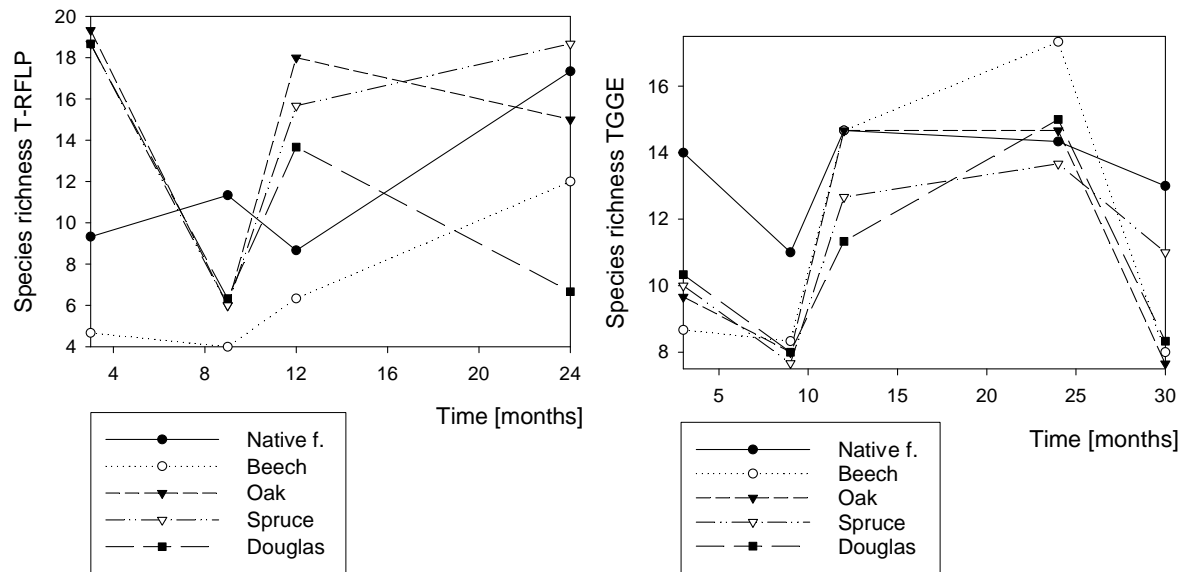 Species richness T-RFLP
20
18
16
14
12
10
8
6
4
4 8 12 16 20 24
Time [months]
Native f.
Beech
Oak
Spruce
Douglas
Species richness TGGE
16
14
12
10
8
5 10 15 20 25 30
Time [months]
Native f.
Beech
Oak
Spruce
Douglas